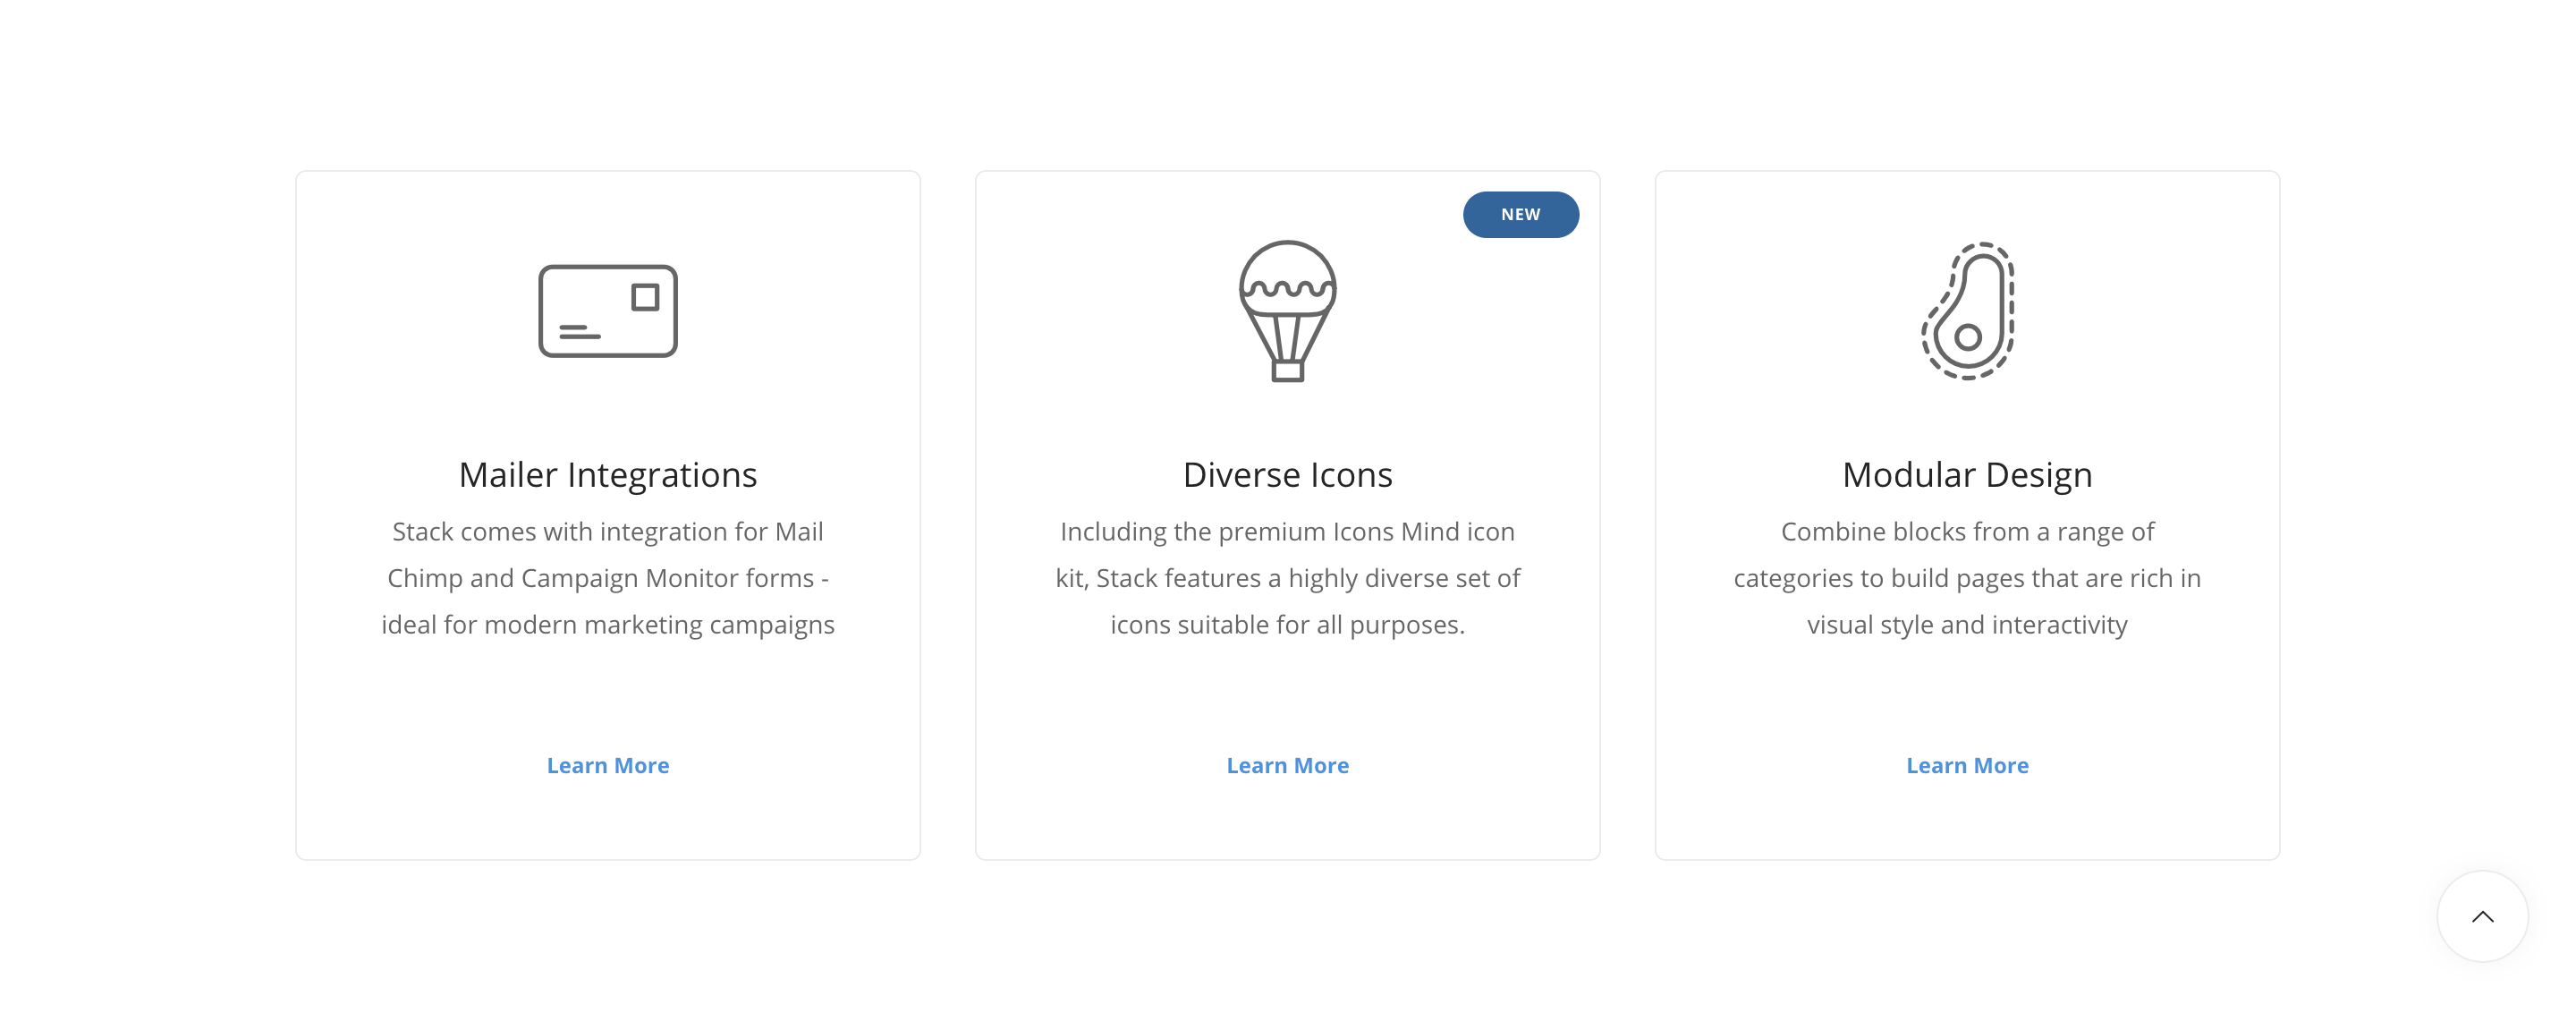 Mailer Integrations
Stack comes with integration for Mail
Chimp and Campaign Monitor forms -
ideal for modern marketing campaigns
Learn More
NEW
Diverse Icons
Including the premium Icons Mind icon
kit, Stack features a highly diverse set of
icons suitable for all purposes.
Learn More
Modular Design
Combine blocks from a range of
categories to build pages that are rich in
visual style and interactivity
Learn More